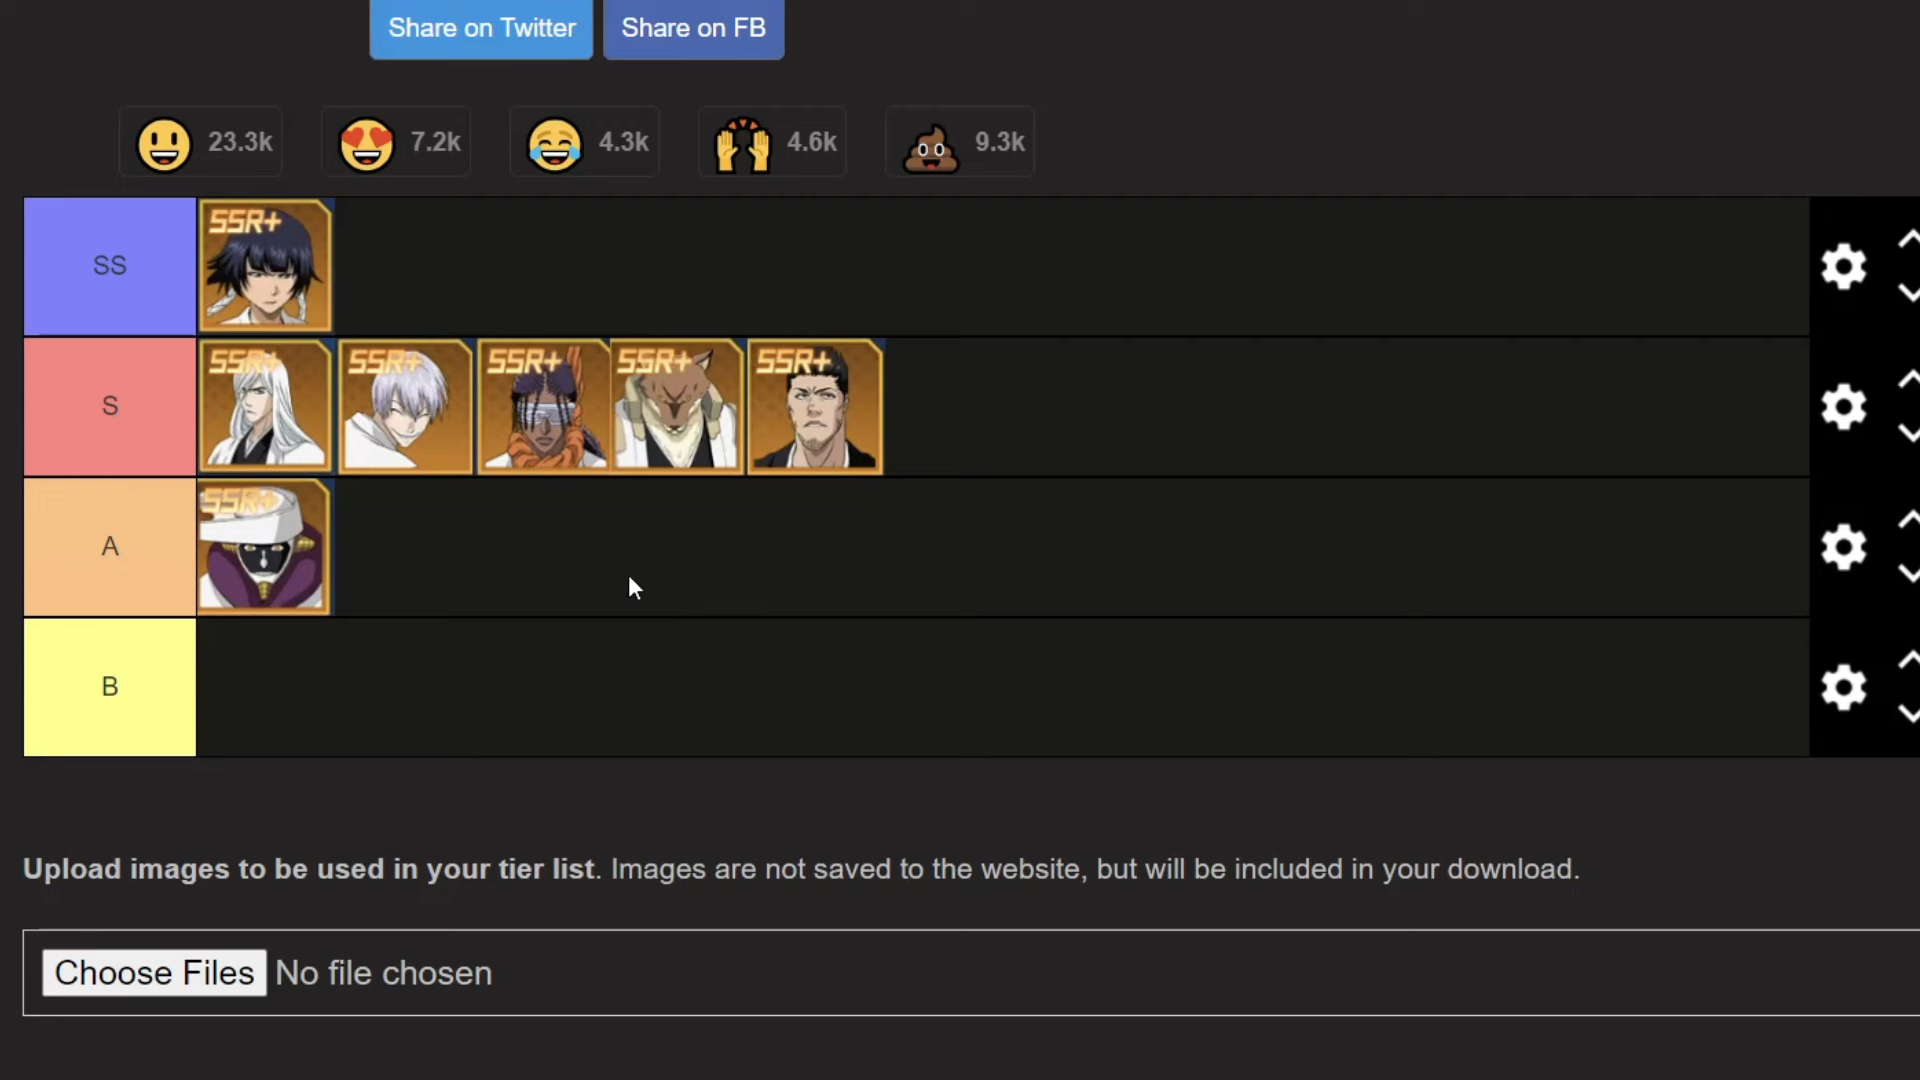 Share on Twitter Share on FB
23.3k 7.2k 4.3k 4.6k 9.3k
SS SSR+
S SSR+ SSR+ SSR+ SSR+ SSR+
A SSR+
B
Upload images to be used in your tier list. Images are not saved to the website, but will be included in your download.
Choose Files No file chosen